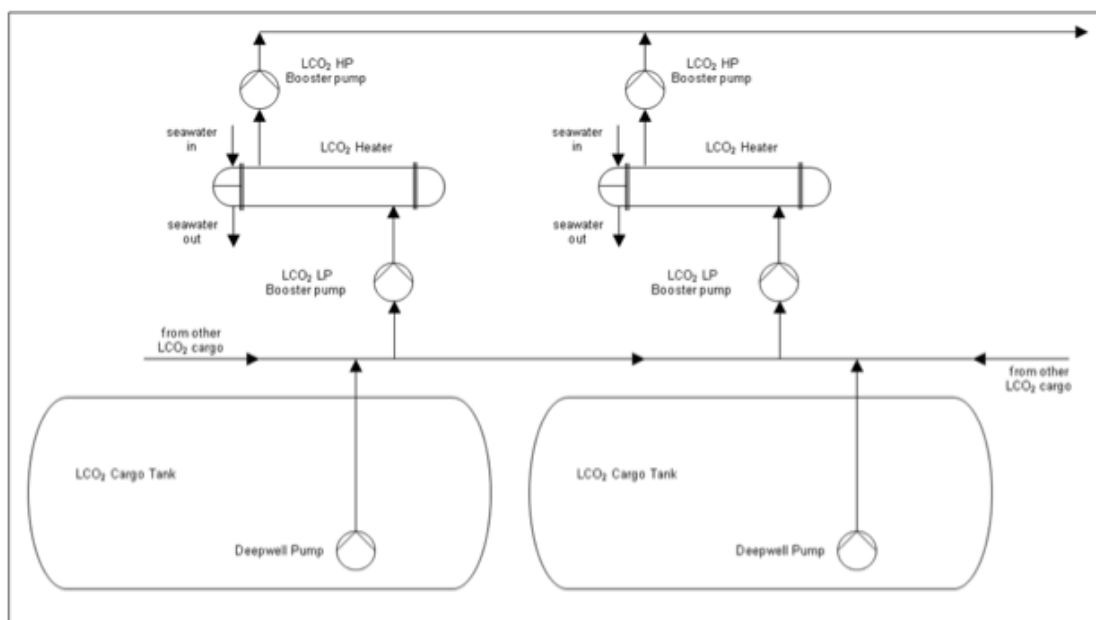 LCO₂ HP
Booster pump
LCO₂ HP
Booster pump
seawater
in
LCO₂ Heater
seawater
in
LCO₂ Heater
seawater
out
seawater
out
LCO₂ LP
Booster pump
LCO₂ LP
Booster pump
from other
LCO₂ cargo
from other
LCO₂ cargo
LCO₂ Cargo Tank
LCO₂ Cargo Tank
Deepwell Pump
Deepwell Pump